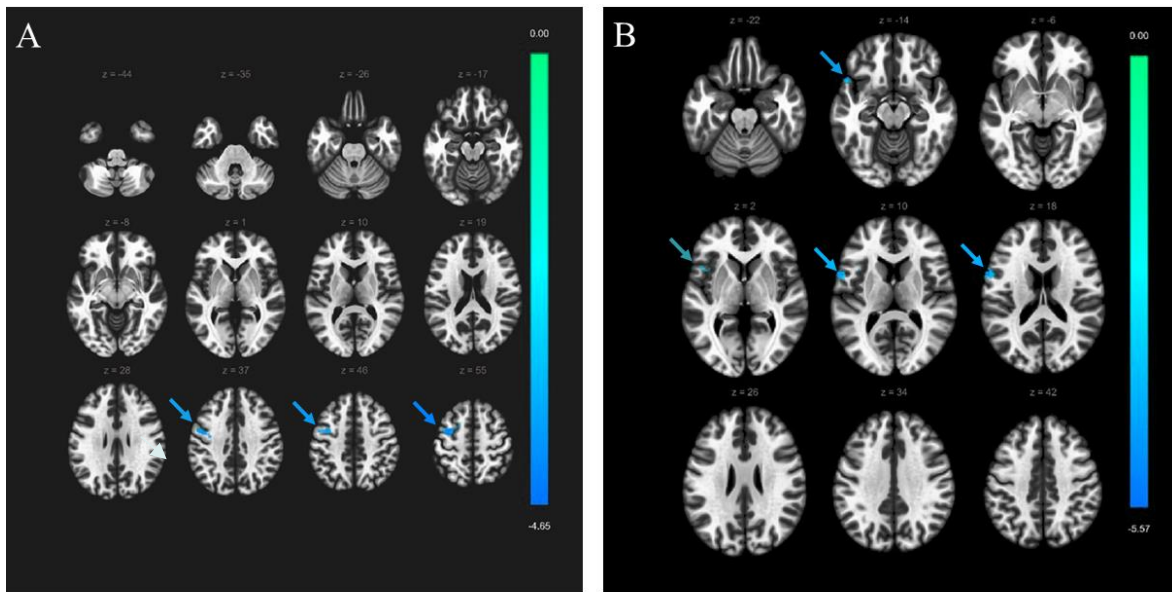 A
0.00
z = -44
z = -35
z = -26
z = -17
z = -8
z = 1
z = 10
z = 19
z = 28
z = 37
z = 46
z = 55
-4.65
B
0.00
z = -22
z = -14
z = -6
z = 2
z = 10
z = 18
z = 26
z = 34
z = 42
-5.57